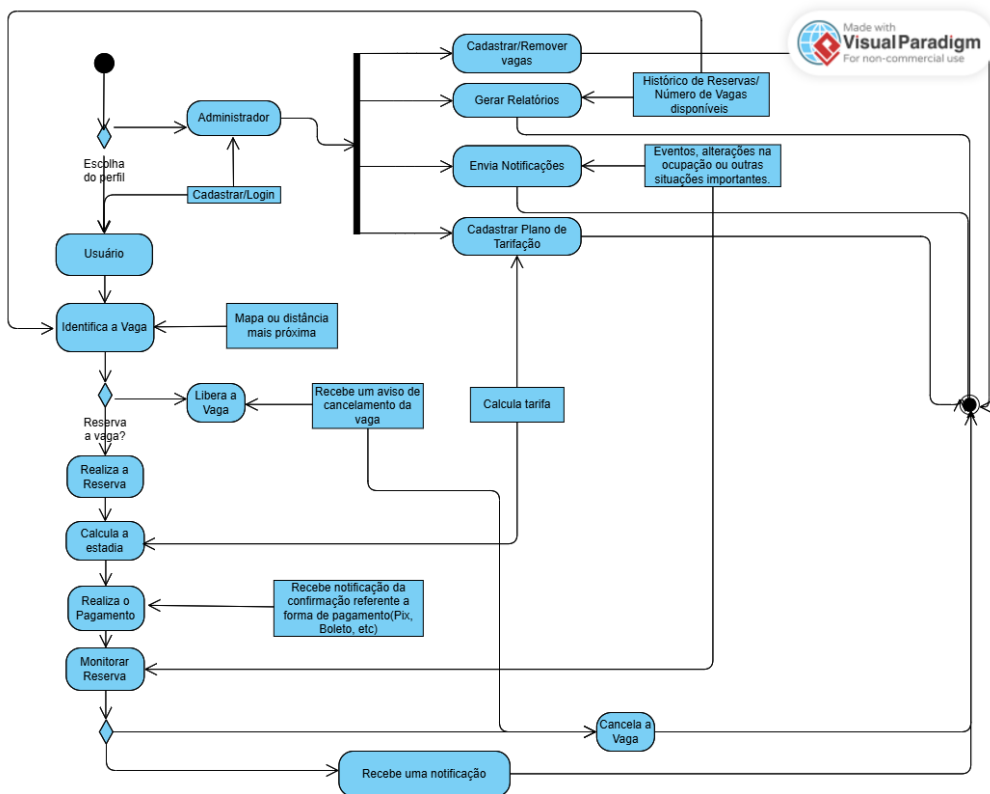 Made with
Visual Paradigm
For non-commercial use
Cadastrar/Remover
vagas
Histórico de Reservas/
Número de Vagas
disponíveis
Gerar Relatórios
Administrador
Escolha
do perfil
Eventos, alterações na
ocupação ou outras
situações importantes.
Envia Notificações
Cadastrar/Login
Cadastrar Plano de
Tarifação
Usuário
Identifica a Vaga
Mapa ou distância
mais próxima
Libera a
Vaga
Recebe um aviso de
cancelamento da
vaga
Calcula tarifa
Reserva
a vaga?
Realiza a
Reserva
Calcula a
estadia
Realiza o
Pagamento
Recebe notificação da
confirmação referente a
forma de pagamento(Pix,
Boleto, etc)
Monitorar
Reserva
Cancela a
Vaga
Recebe uma notificação